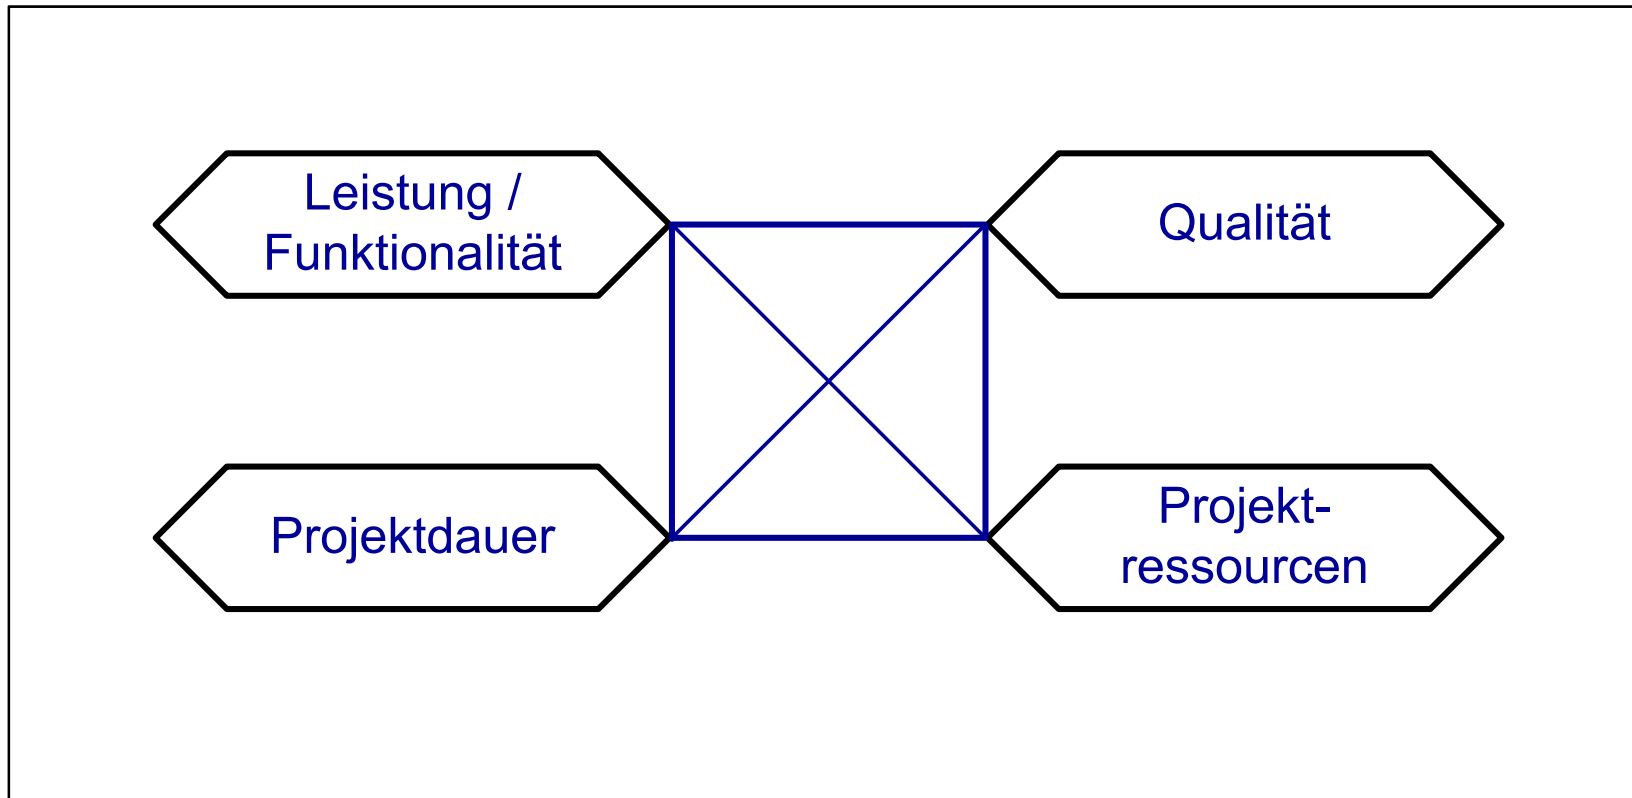 Leistung /
Funktionalität
Qualität
Projektdauer
Projekt-
ressourcen